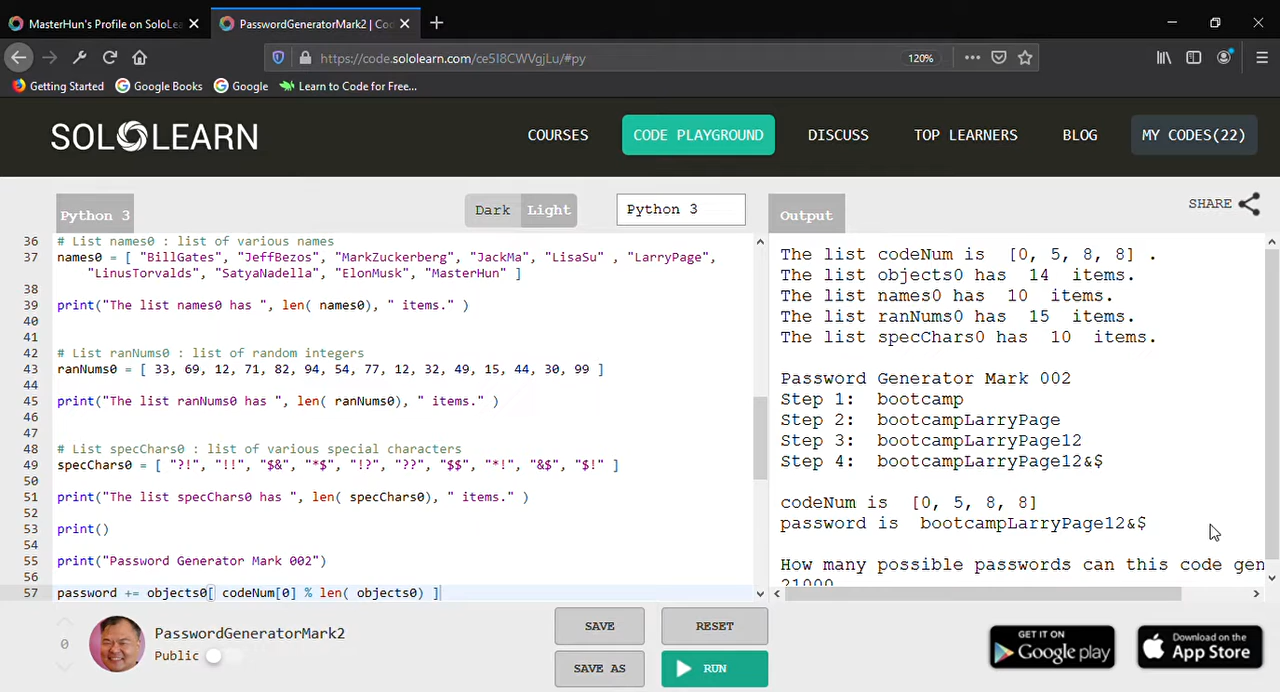 MasterHun's Profile on SoloLea
PasswordGeneratorMark2 | Co
https://code.sololearn.com/ce5I8CWVgjLu/#py
120%
Getting Started
Google Books
Google
Learn to Code for Free...
SOLOLEARN
COURSES
CODE PLAYGROUND
DISCUSS
TOP LEARNERS
BLOG
MY CODES(22)
Python 3
Dark
Light
Python 3
Output
SHARE
36 # List names0 : list of various names
37 names0 = [ "BillGates", "JeffBezos", "MarkZuckerberg", "JackMa", "LisaSu" , "LarryPage",
"LinusTorvalds", "SatyaNadella", "ElonMusk", "MasterHun" ]
38
39 print("The list names0 has ", len( names0), " items." )
40
41
42 # List ranNums0 : list of random integers
43 ranNums0 = [ 33, 69, 12, 71, 82, 94, 54, 77, 12, 32, 49, 15, 44, 30, 99 ]
44
45 print("The list ranNums0 has ", len( ranNums0), " items." )
46
47
48 # List specChars0 : list of various special characters
49 specChars0 = [ "?!", "!!", "$&", "*$", "!?", "??", "$$", "*!", "&$", "$!" ]
50
51 print("The list specChars0 has ", len( specChars0), " items." )
52
53 print()
54
55 print("Password Generator Mark 002")
56
57 password += objects0[ codeNum[0] % len( objects0) ]
The list codeNum is  [0, 5, 8, 8] .
The list objects0 has  14  items.
The list names0 has  10  items.
The list ranNums0 has  15  items.
The list specChars0 has  10  items.
Password Generator Mark 002
Step 1:  bootcamp
Step 2:  bootcampLarryPage
Step 3:  bootcampLarryPage12
Step 4:  bootcampLarryPage12&$
codeNum is  [0, 5, 8, 8]
password is  bootcampLarryPage12&$
How many possible passwords can this code gen
21000
0
PasswordGeneratorMark2
Public
SAVE
RESET
SAVE AS
RUN
GET IT ON
Google play
Download on the
App Store